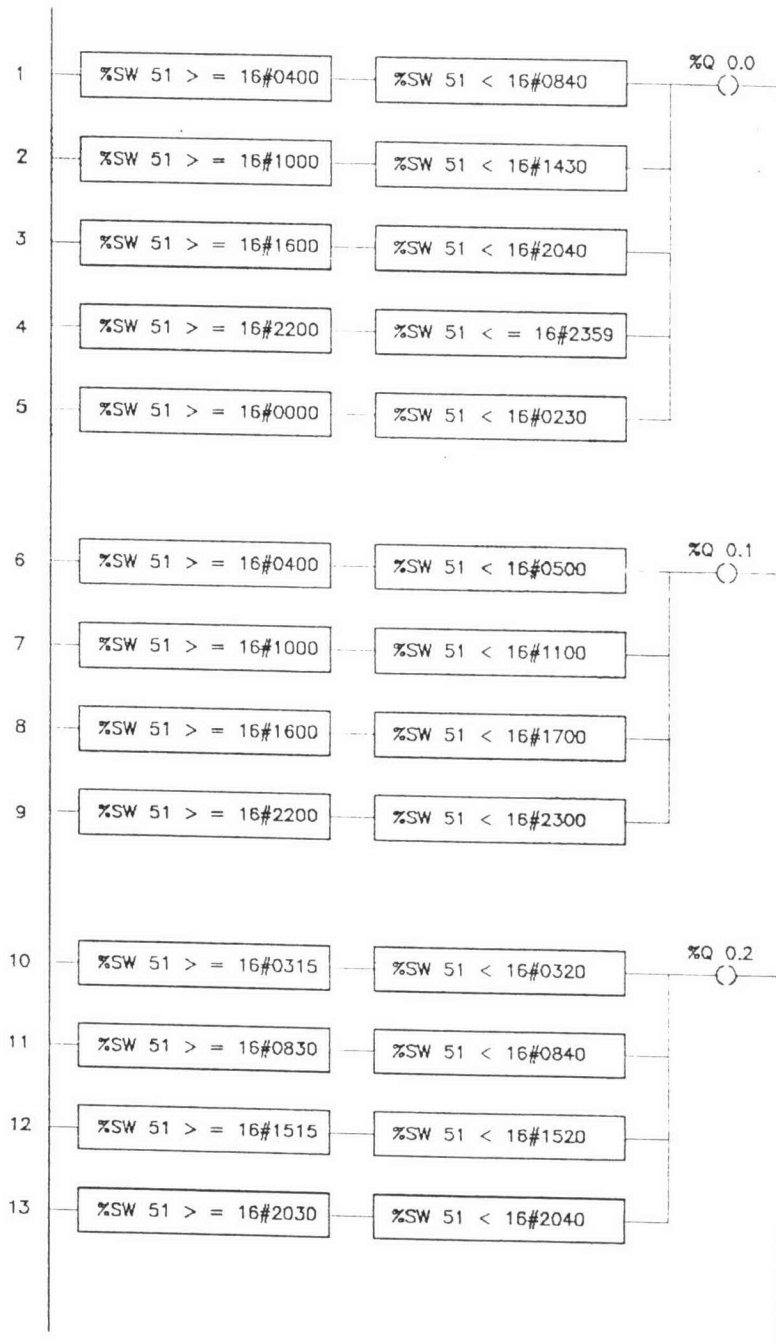 %Q 0.0
1 %SW 51 > = 16#0400 %SW 51 < 16#0840
2 %SW 51 > = 16#1000 %SW 51 < 16#1430
3 %SW 51 > = 16#1600 %SW 51 < 16#2040
4 %SW 51 > = 16#2200 %SW 51 < = 16#2359
5 %SW 51 > = 16#0000 %SW 51 < 16#0230
%Q 0.1
6 %SW 51 > = 16#0400 %SW 51 < 16#0500
7 %SW 51 > = 16#1000 %SW 51 < 16#1100
8 %SW 51 > = 16#1600 %SW 51 < 16#1700
9 %SW 51 > = 16#2200 %SW 51 < 16#2300
%Q 0.2
10 %SW 51 > = 16#0315 %SW 51 < 16#0320
11 %SW 51 > = 16#0830 %SW 51 < 16#0840
12 %SW 51 > = 16#1515 %SW 51 < 16#1520
13 %SW 51 > = 16#2030 %SW 51 < 16#2040